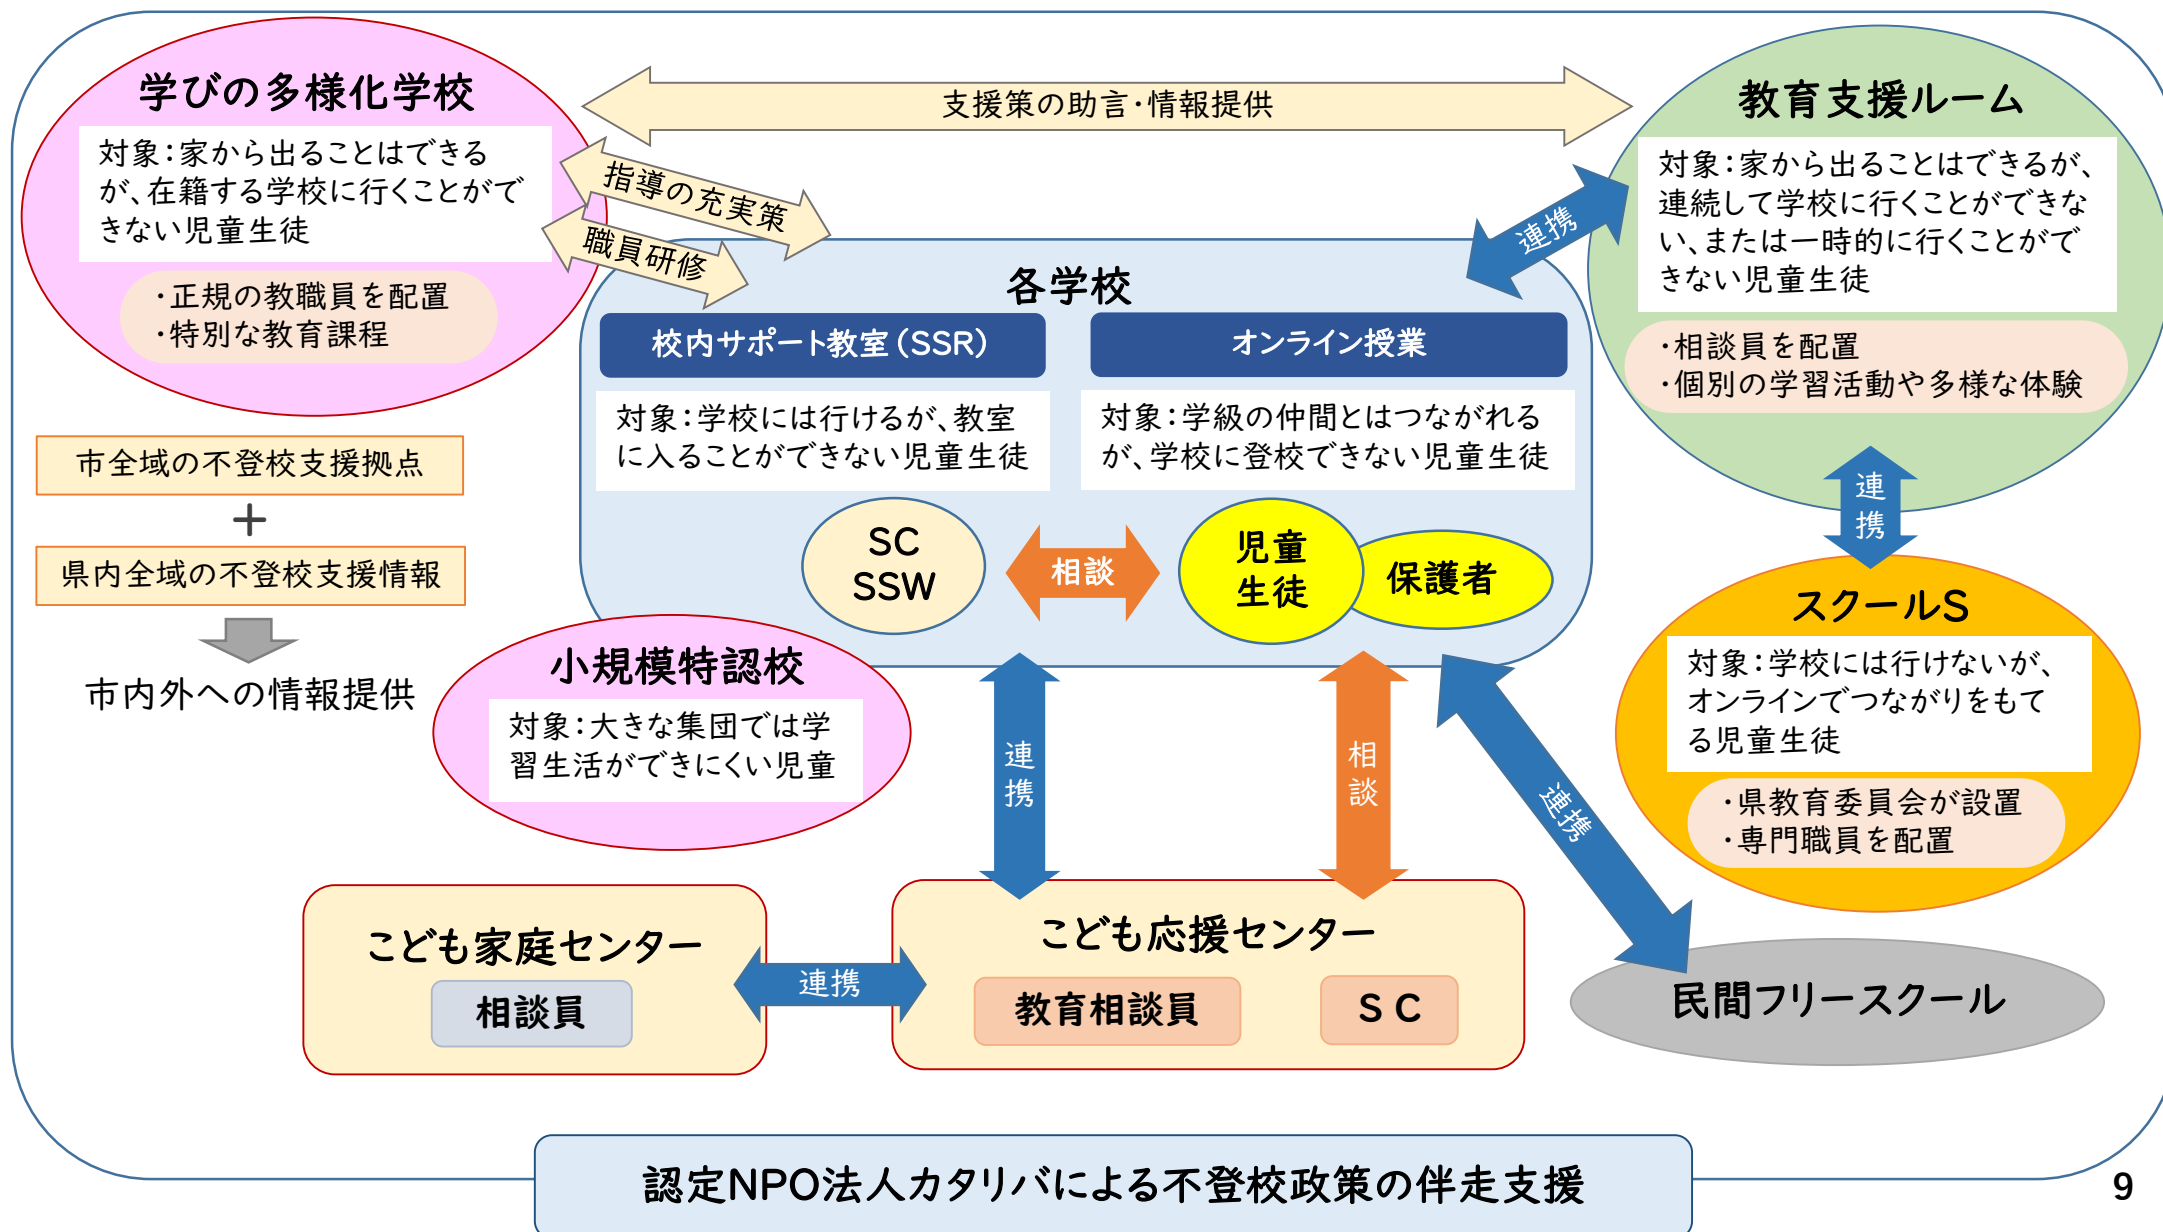 学びの多様化学校
対象：家から出ることはできる
が、在籍する学校に行くことがで
きない児童生徒
・正規の教職員を配置
・特別な教育課程
支援策の助言・情報提供
教育支援ルーム
対象：家から出ることはできるが、
連続して学校に行くことができな
い、または一時的に行くことがで
きない児童生徒
・相談員を配置
・個別の学習活動や多様な体験
指導の充実策
職員研修
連携
各学校
校内サポート教室（SSR）
対象：学校には行けるが、教室
に入ることができない児童生徒
オンライン授業
対象：学級の仲間とはつながれる
が、学校に登校できない児童生徒
SC
SSW
相談
児童
生徒
保護者
市全域の不登校支援拠点
＋
県内全域の不登校支援情報
市内外への情報提供
連携
スクールS
対象：学校には行けないが、
オンラインでつながりをもて
る児童生徒
・県教育委員会が設置
・専門職員を配置
小規模特認校
対象：大きな集団では学
習生活ができにくい児童
連携
相談
連携
こども家庭センター
相談員
連携
こども応援センター
教育相談員
SC
民間フリースクール
認定NPO法人カタリバによる不登校政策の伴走支援
9